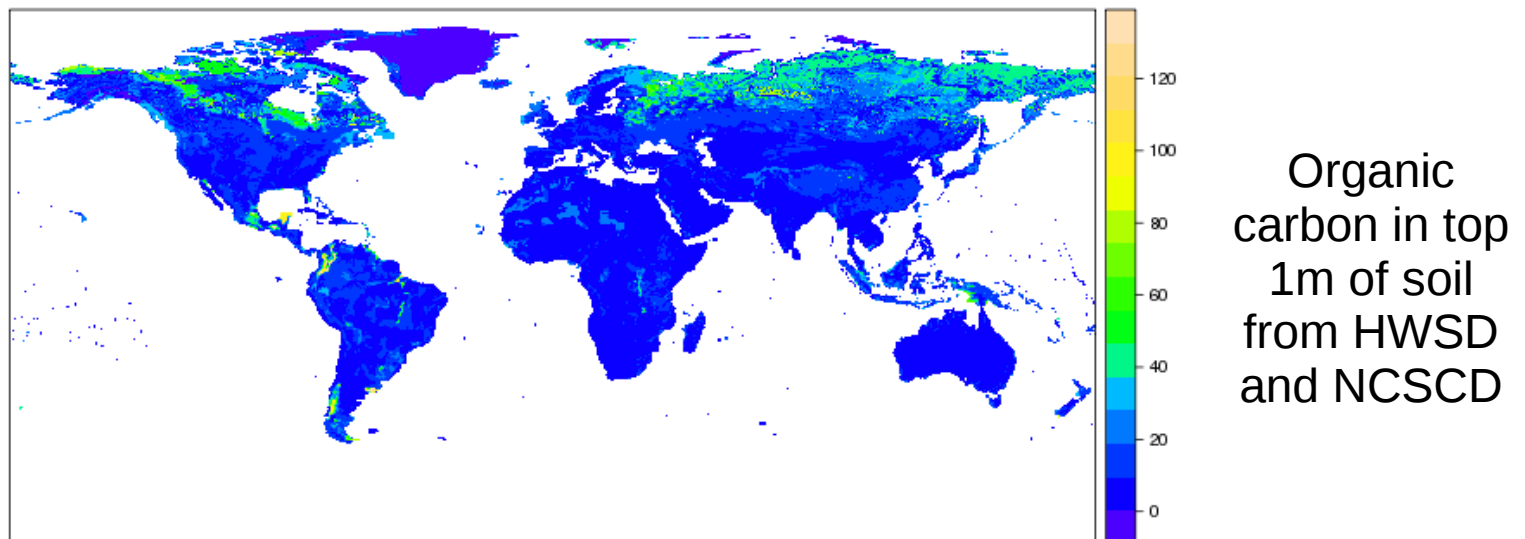 120
100
80
60
40
20
0
Organic
carbon in top
1m of soil
from HWSD
and NCSCD